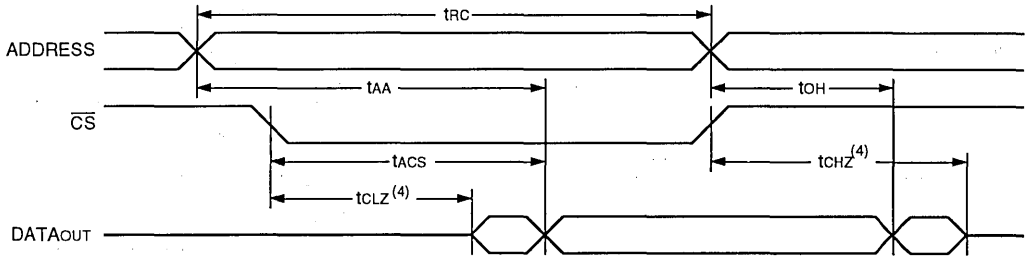 tRC
ADDRESS
tAA
tOH
CS
tACS
tCHZ(4)
tCLZ(4)
DATAOUT